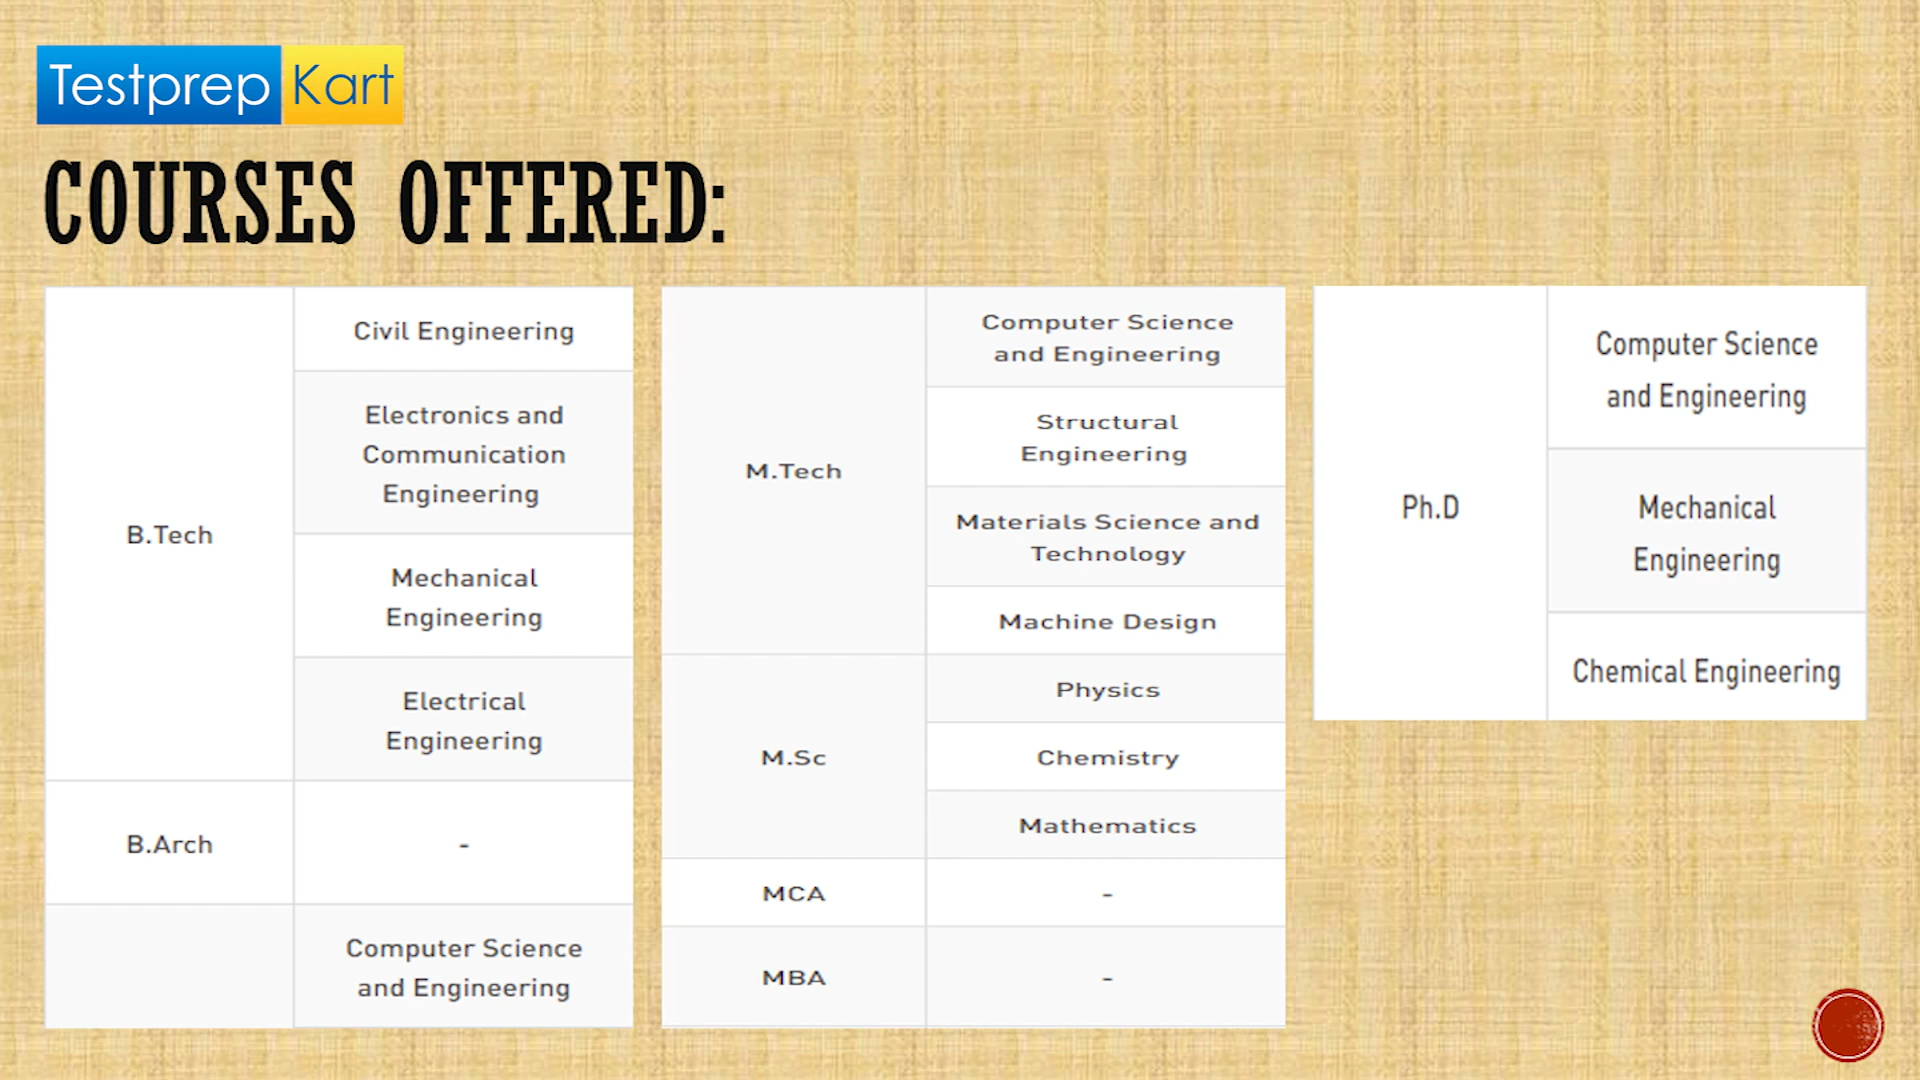 Testprep Kart
COURSES OFFERED:
B.Tech
Civil Engineering
Electronics and
Communication
Engineering
Mechanical
Engineering
Electrical
Engineering
B.Arch
-
Computer Science
and Engineering
M.Tech
Computer Science
and Engineering
Structural
Engineering
Materials Science and
Technology
Machine Design
M.Sc
Physics
Chemistry
Mathematics
MCA
-
MBA
-
Ph.D
Computer Science
and Engineering
Mechanical
Engineering
Chemical Engineering